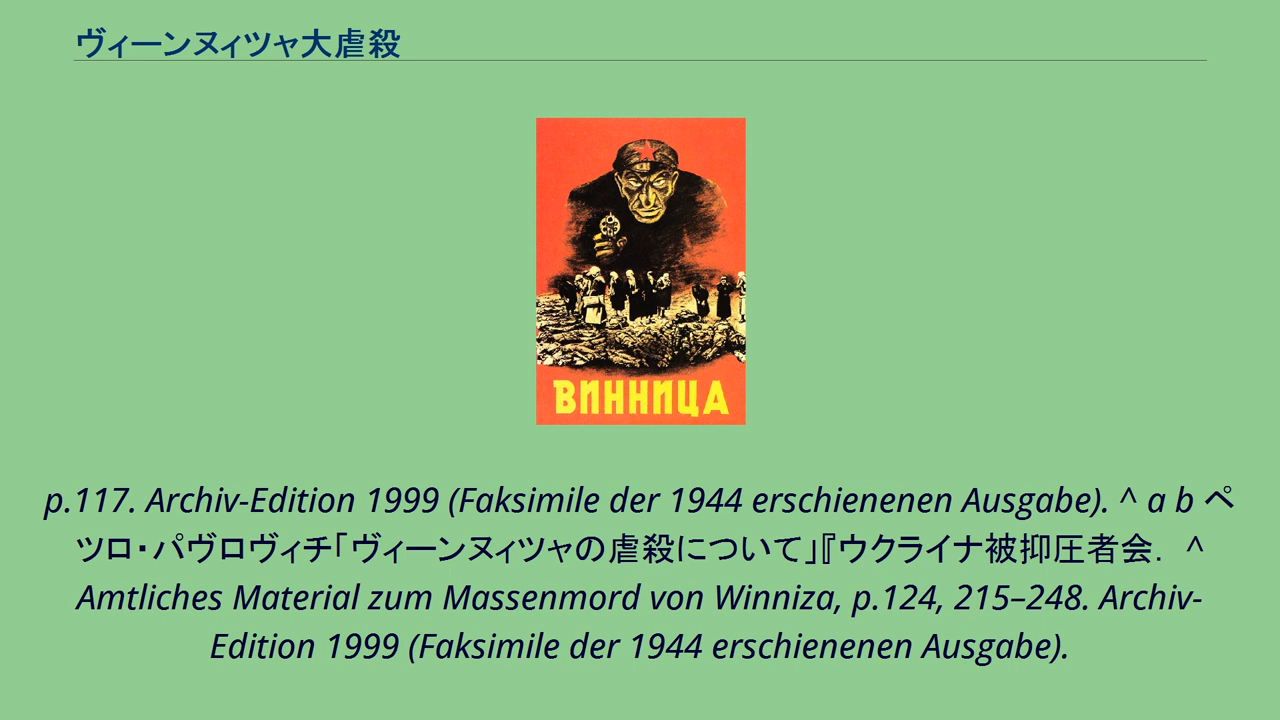 ヴィーンヌィツャ大虐殺
ВИННИЦА
p.117. Archiv-Edition 1999 (Faksimile der 1944 erschienenen Ausgabe). ^ a b ペ
ツロ・パヴロヴィチ「ヴィーンヌィツャの虐殺について」『ウクライナ被抑圧者会． ^
Amtliches Material zum Massenmord von Winniza, p.124, 215–248. Archiv-
Edition 1999 (Faksimile der 1944 erschienenen Ausgabe).